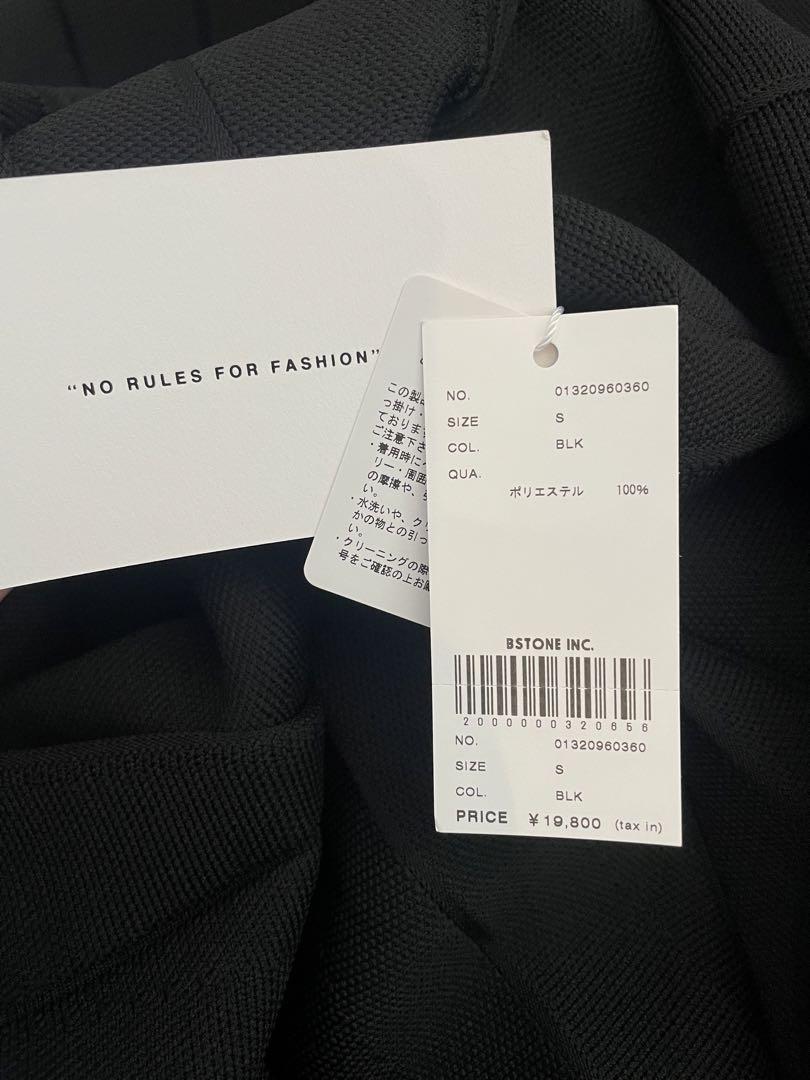 “NO RULES FOR FASHION”
この製品
っ掛け・
ております
ご注意下さ
・着用時に
リー・周囲
の摩擦や、
い。
・水洗いや、クリ
かの物との引っ
い。
・クリーニングの際
号をご確認の上お
NO. 01320960360
SIZE S
COL. BLK
QUA.
ポリエステル 100%
BSTONE INC.
2000000320656
NO. 01320960360
SIZE S
COL. BLK
PRICE ¥19,800 (tax in)